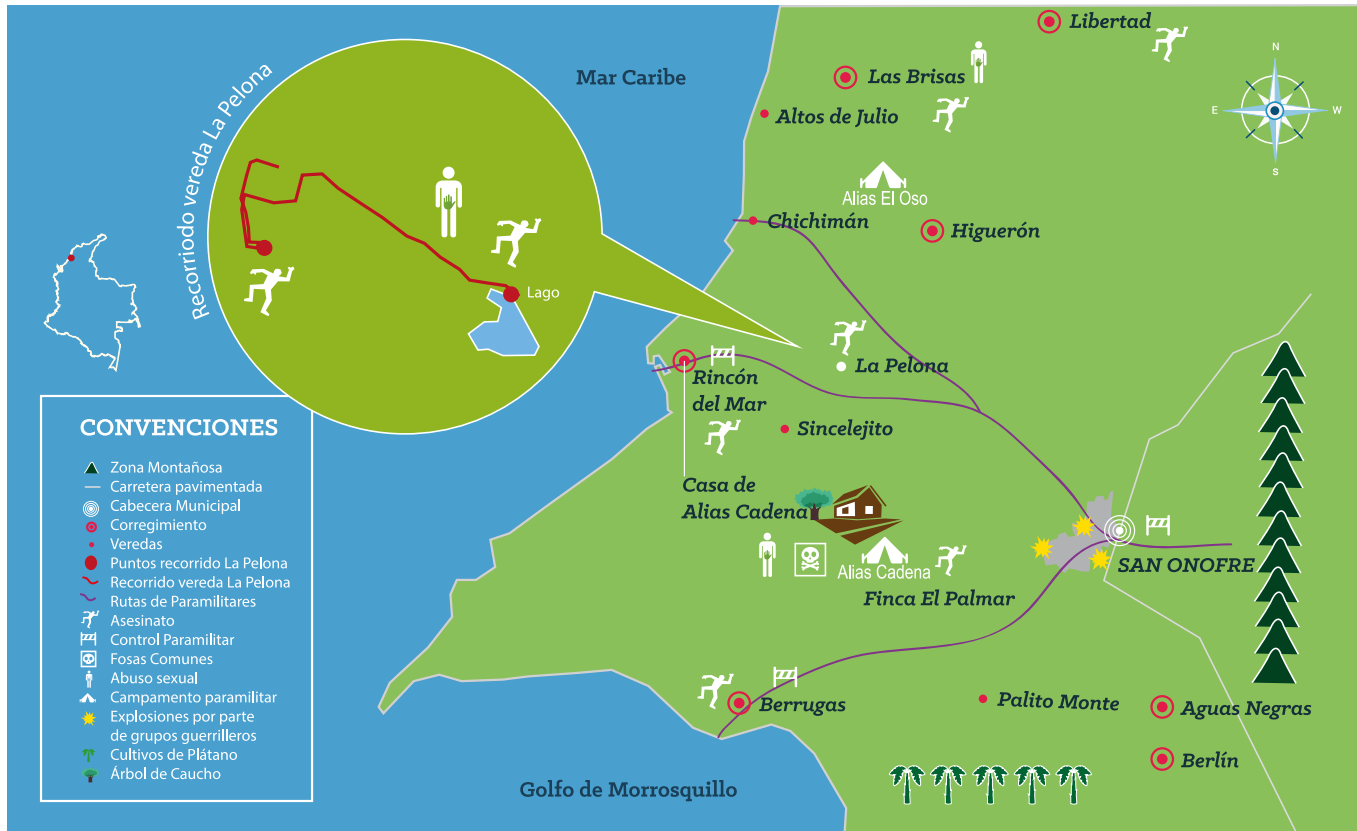 Libertad
Mar Caribe
Las Brisas
Altos de Julio
N
E
W
S
Recorriodo vereda La Pelona
Alias El Oso
Chichimán
Higuerón
Lago
La Pelona
Rincón
del Mar
Sincelejito
Casa de
Alias Cadena
Alias Cadena
Finca El Palmar
SAN ONOFRE
Berrugas
Palito Monte
Aguas Negras
Berlín
Golfo de Morrosquillo
CONVENCIONES
Zona Montañosa
Carretera pavimentada
Cabecera Municipal
Corregimiento
Veredas
Puntos recorrido La Pelona
Recorrido vereda La Pelona
Rutas de Paramilitares
Asesinato
Control Paramilitar
Fosas Comunes
Abuso sexual
Campamento paramilitar
Explosiones por parte
de grupos guerrilleros
Cultivos de Plátano
Árbol de Caucho